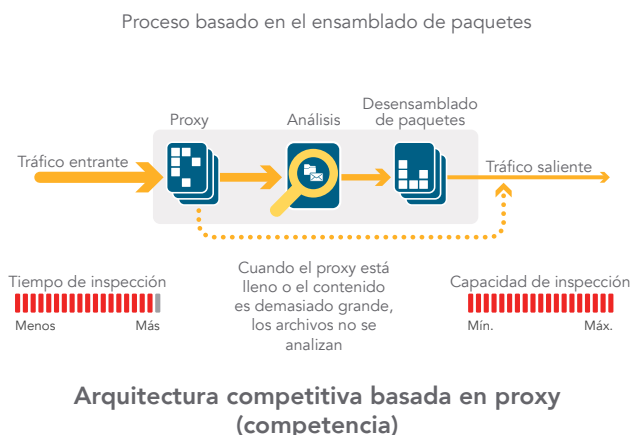 Proceso basado en el ensamblado de paquetes
Proxy
Análisis
Desensamblado
de paquetes
Tráfico entrante
Tráfico saliente
Tiempo de inspección
Menos
Más
Cuando el proxy está
lleno o el contenido
es demasiado grande,
los archivos no se
analizan
Capacidad de inspección
Mín.
Máx.
Arquitectura competitiva basada en proxy
(competencia)